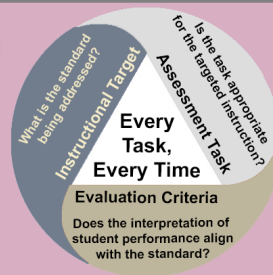 What is the standard
being addressed?
Instructional Target
Is the task appropriate
for the targeted instruction?
Assessment Task
Every
Task,
Every Time
Evaluation Criteria
Does the interpretation of
student performance align
with the standard?